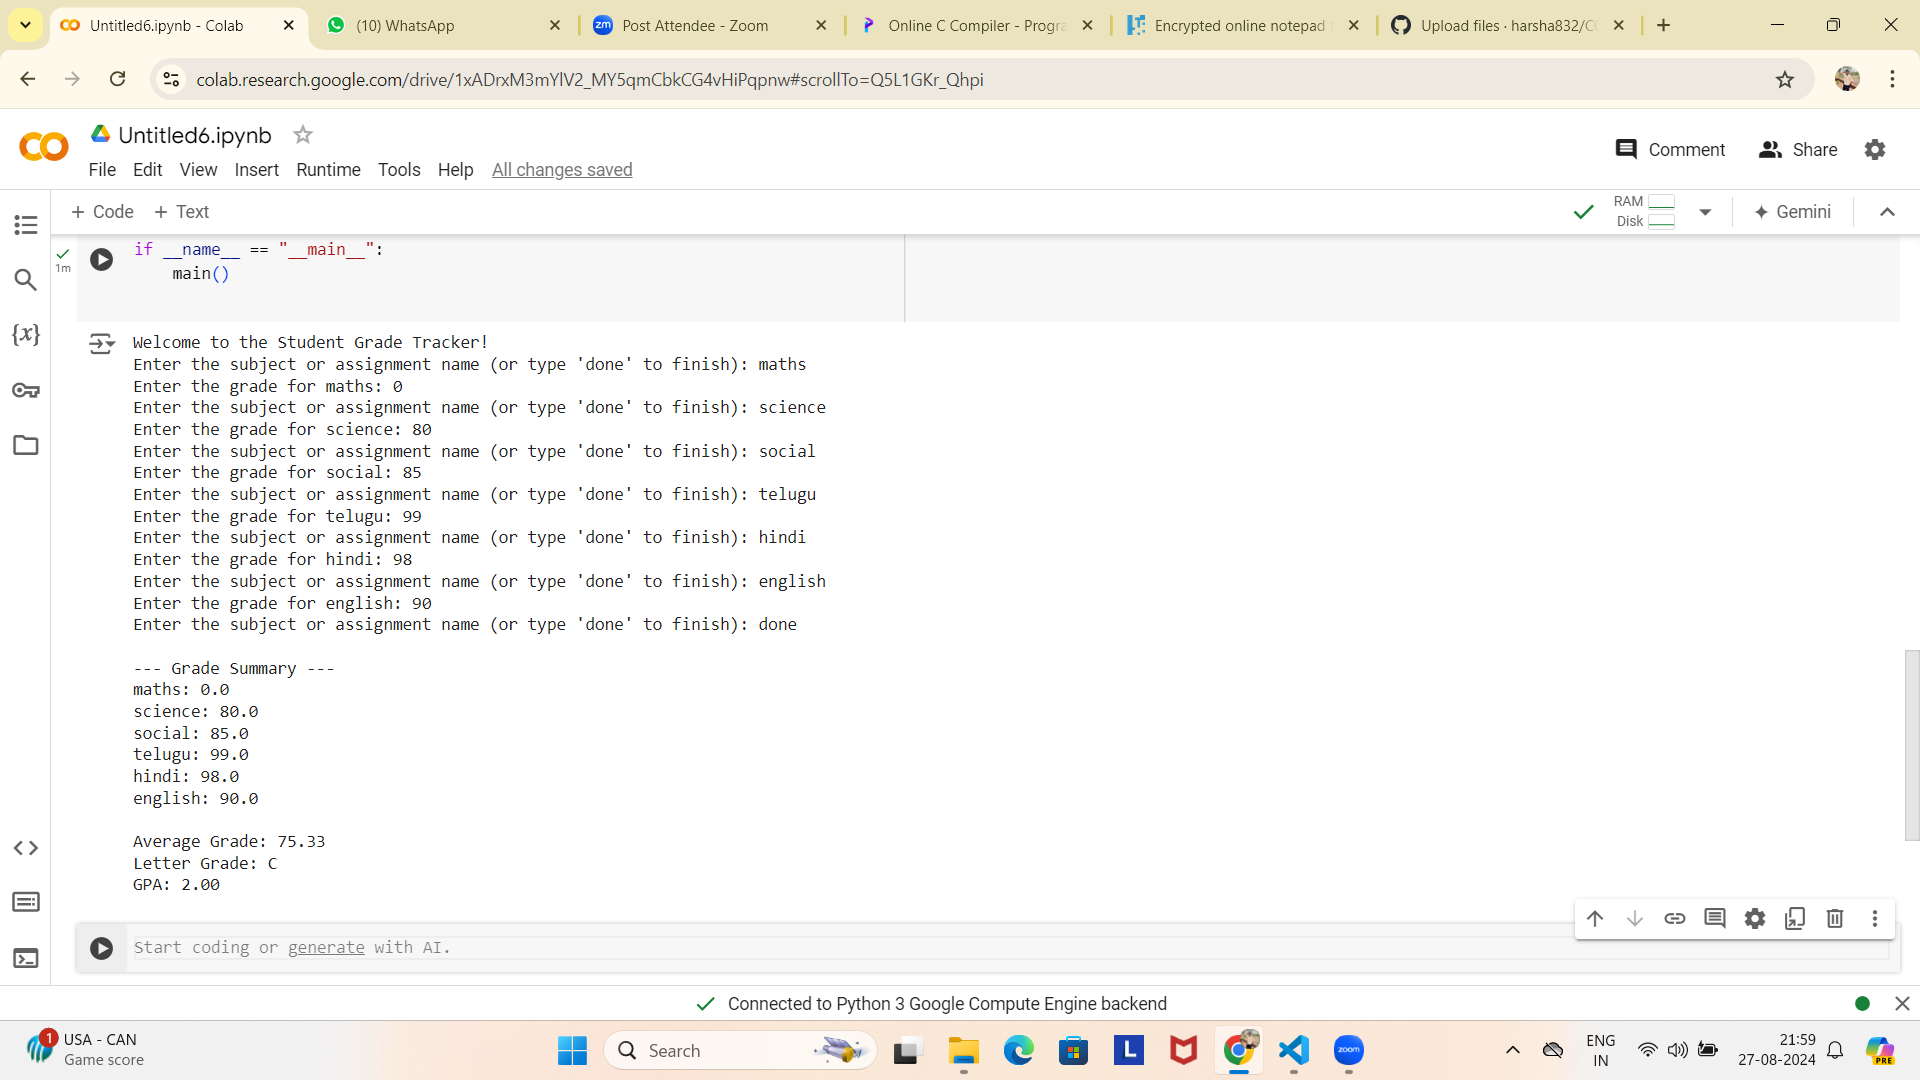 Untitled6.ipynb - Colab
(10) WhatsApp
zm Post Attendee - Zoom
Online C Compiler - Progra
Encrypted online notepad
Upload files · harsha832/C
colab.research.google.com/drive/1xADrxM3mYlV2_MY5qmCbkCG4vHiPqpnw#scrollTo=Q5L1GKr_Qhpi
Untitled6.ipynb
Comment
Share
File Edit View Insert Runtime Tools Help All changes saved
+ Code + Text
RAM
Disk
Gemini
1m
if __name__ == "__main__":
main()
{x}
Welcome to the Student Grade Tracker!
Enter the subject or assignment name (or type 'done' to finish): maths
Enter the grade for maths: 0
Enter the subject or assignment name (or type 'done' to finish): science
Enter the grade for science: 80
Enter the subject or assignment name (or type 'done' to finish): social
Enter the grade for social: 85
Enter the subject or assignment name (or type 'done' to finish): telugu
Enter the grade for telugu: 99
Enter the subject or assignment name (or type 'done' to finish): hindi
Enter the grade for hindi: 98
Enter the subject or assignment name (or type 'done' to finish): english
Enter the grade for english: 90
Enter the subject or assignment name (or type 'done' to finish): done
--- Grade Summary ---
maths: 0.0
science: 80.0
social: 85.0
telugu: 99.0
hindi: 98.0
english: 90.0
Average Grade: 75.33
Letter Grade: C
GPA: 2.00
Start coding or generate with AI.
Connected to Python 3 Google Compute Engine backend
1
USA - CAN
Game score
Search
L
zoom
ENG
IN
21:59
27-08-2024
PRE